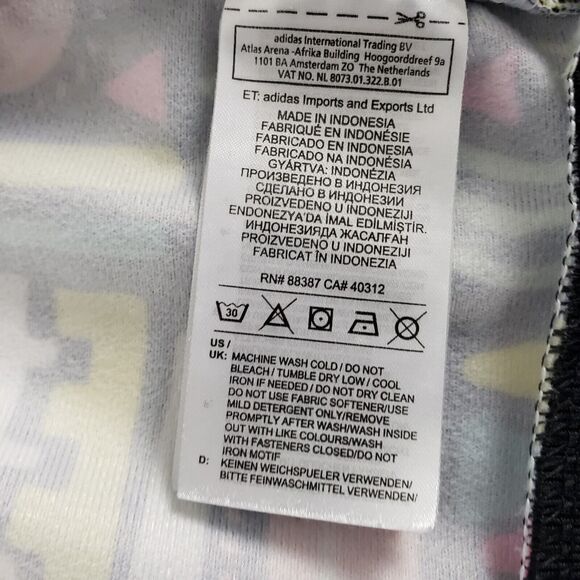 adidas International Trading BV
Atlas Arena -Afrika Building Hoogoorddreef 9a
1101 BA Amsterdam ZO The Netherlands
VAT NO. NL 8073.01.322.B.01
ET: adidas Imports and Exports Ltd
MADE IN INDONESIA
FABRIQUÉ EN INDONÉSIE
FABRICADO EN INDONESIA
FABRICADO NA INDONÉSIA
GYÁRTVA: INDONÉZIA
ПРОИЗВЕДЕНО В ИНДОНЕЗИЯ
СДЕЛАНО В ИНДОНЕЗИИ
PROIZVEDENO U INDONEZIJI
ENDONEZYA'DA İMAL EDİLMİŞTİR.
ИНДОНЕЗИЯДА ЖАСАЛҒАН
PROIZVEDENO U INDONEZIJI
FABRICAT ÎN INDONEZIA
RN# 88387 CA# 40312
30
US /
UK: MACHINE WASH COLD / DO NOT
BLEACH / TUMBLE DRY LOW / COOL
IRON IF NEEDED / DO NOT DRY CLEAN
DO NOT USE FABRIC SOFTENER/USE
MILD DETERGENT ONLY/REMOVE
PROMPTLY AFTER WASH/WASH INSIDE
OUT WITH LIKE COLOURS/WASH
WITH FASTENERS CLOSED/DO NOT
IRON MOTIF
D: KEINEN WEICHSPUELER VERWENDEN/
BITTE FEINWASCHMITTEL VERWENDEN/